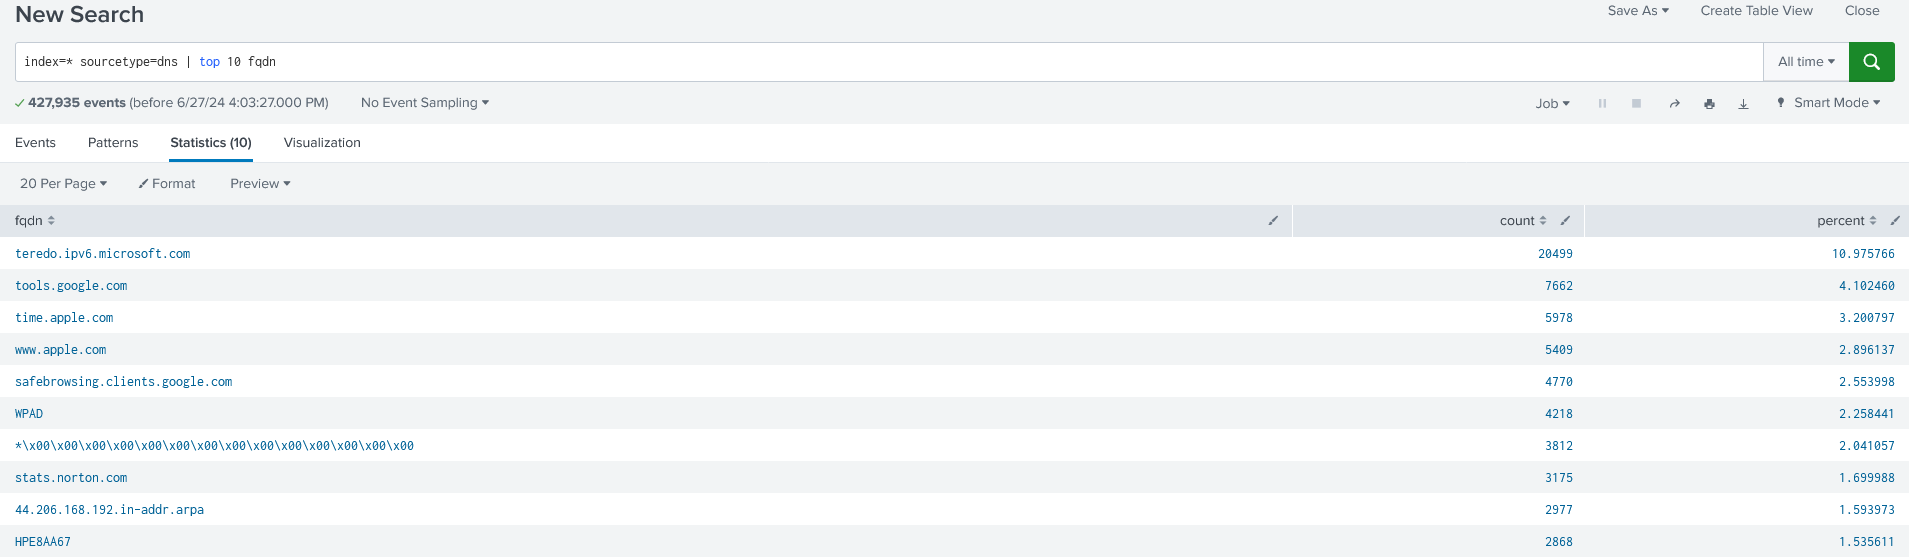 New Search
Save As Create Table View Close
index=* sourcetype=dns | top 10 fqdn
All time
427,935 events (before 6/27/24 4:03:27.000 PM) No Event Sampling
Job Smart Mode
Events Patterns Statistics (10) Visualization
20 Per Page Format Preview
fqdn count percent
teredo.ipv6.microsoft.com 20499 10.975766
tools.google.com 7662 4.102460
time.apple.com 5978 3.200797
www.apple.com 5409 2.896137
safebrowsing.clients.google.com 4770 2.553998
WPAD 4218 2.258441
*\x00\x00\x00\x00\x00\x00\x00\x00\x00\x00\x00\x00\x00 3812 2.041057
stats.norton.com 3175 1.699988
44.206.168.192.in-addr.arpa 2977 1.593973
HPE8AA67 2868 1.535611